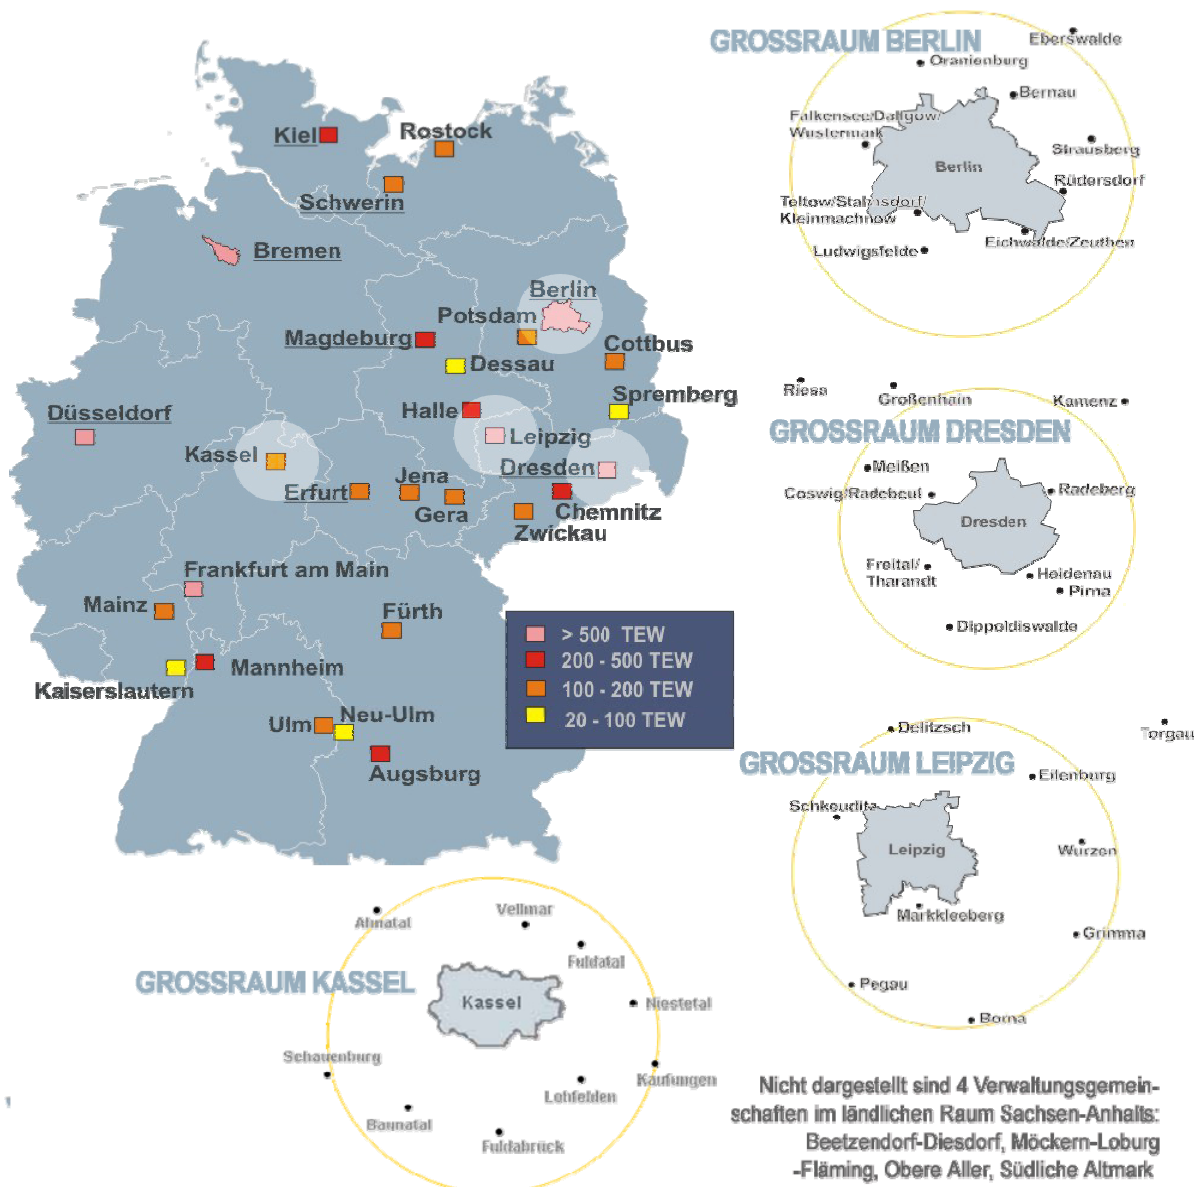 GROSSRAUM BERLIN
Eberswalde
Oranienburg
Bernau
Falkensee/Dallgow/
Wustermark
Strausberg
Berlin
Rüdersdorf
Teltow/Stahnsdorf/
Kleinmachnow
Eichwalde/Zeuthen
Ludwigsfelde
Kiel
Rostock
Schwerin
Bremen
Berlin
Potsdam
Magdeburg
Cottbus
Dessau
Spremberg
Halle
Düsseldorf
Leipzig
Kassel
Dresden
Jena
Erfurt
Gera
Chemnitz
Zwickau
Frankfurt am Main
Mainz
Fürth
Mannheim
Kaiserslautern
Ulm
Neu-Ulm
Augsburg
> 500 TEW
200 - 500 TEW
100 - 200 TEW
20 - 100 TEW
Riesa
Großenhain
Kamenz
GROSSRAUM DRESDEN
Meißen
Coswig/Radebeul
Radeberg
Dresden
Freital/
Tharandt
Heidenau
Pirna
Dippoldiswalde
Delitzsch
Torgau
GROSSRAUM LEIPZIG
Eilenburg
Schkeuditz
Leipzig
Wurzen
Markkleeberg
Grimma
Pegau
Borna
Ahnatal
Vellmar
Fuldatal
GROSSRAUM KASSEL
Kassel
Niestetal
Schauenburg
Kaufungen
Lohfelden
Baunatal
Fuldabrück
Nicht dargestellt sind 4 Verwaltungsgemein-
schaften im ländlichen Raum Sachsen-Anhalts:
Beetzendorf-Diesdorf, Möckern-Loburg
-Fläming, Obere Aller, Südliche Altmark